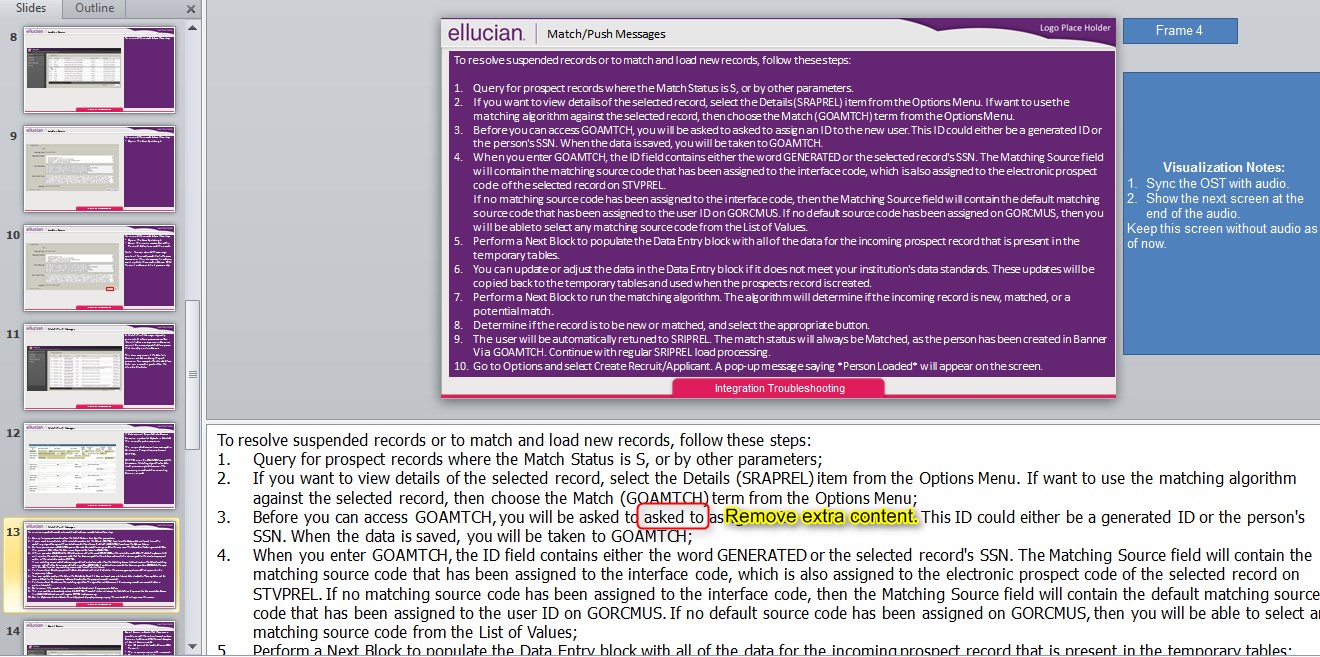 Slides Outline
8
9
10
11
12
13
14
ellucian.
Match/Push Messages
Logo Place Holder
To resolve suspended records or to match and load new records, follow these steps:
1. Query for prospect records where the Match Status is S, or by other parameters.
2. If you want to view details of the selected record, select the Details (SRAPREL) item from the Options Menu. If want to use the
matching algorithm against the selected record, then choose the Match (GOAMTCH) term from the Options Menu.
3. Before you can access GOAMTCH, you will be asked to asked to assign an ID to the new user. This ID could either be a generated ID or
the person's SSN. When the data is saved, you will be taken to GOAMTCH.
4. When you enter GOAMTCH, the ID field contains either the word GENERATED or the selected record's SSN. The Matching Source field
will contain the matching source code that has been assigned to the interface code, which is also assigned to the electronic prospect
code of the selected record on STVPREL.
If no matching source code has been assigned to the interface code, then the Matching Source field will contain the default matching
source code that has been assigned to the user ID on GORCMUS. If no default source code has been assigned on GORCMUS, then you
will be able to select any matching source code from the List of Values.
5. Perform a Next Block to populate the Data Entry block with all of the data for the incoming prospect record that is present in the
temporary tables.
6. You can update or adjust the data in the Data Entry block if it does not meet your institution's data standards. These updates will be
copied back to the temporary tables and used when the prospects record is created.
7. Perform a Next Block to run the matching algorithm. The algorithm will determine if the incoming record is new, matched, or a
potential match.
8. Determine if the record is to be new or matched, and select the appropriate button.
9. The user will be automatically retuned to SRIPREL. The match status will always be Matched, as the person has been created in Banner
Via GOAMTCH. Continue with regular SRIPREL load processing.
10. Go to Options and select Create Recruit/Applicant. A pop-up message saying *Person Loaded* will appear on the screen.
Integration Troubleshooting
Frame 4
Visualization Notes:
1. Sync the OST with audio.
2. Show the next screen at the
end of the audio.
Keep this screen without audio as
of now.
To resolve suspended records or to match and load new records, follow these steps:
1. Query for prospect records where the Match Status is S, or by other parameters;
2. If you want to view details of the selected record, select the Details (SRAPREL) item from the Options Menu. If want to use the matching algorithm
against the selected record, then choose the Match (GOAMTCH) term from the Options Menu;
3. Before you can access GOAMTCH, you will be asked to asked to as Remove extra content. This ID could either be a generated ID or the person's
SSN. When the data is saved, you will be taken to GOAMTCH;
4. When you enter GOAMTCH, the ID field contains either the word GENERATED or the selected record's SSN. The Matching Source field will contain the
matching source code that has been assigned to the interface code, which is also assigned to the electronic prospect code of the selected record on
STVPREL. If no matching source code has been assigned to the interface code, then the Matching Source field will contain the default matching source
code that has been assigned to the user ID on GORCMUS. If no default source code has been assigned on GORCMUS, then you will be able to select
matching source code from the List of Values;
5. Perform a Next Block to populate the Data Entry block with all of the data for the incoming prospect record that is present in the temporary tables;